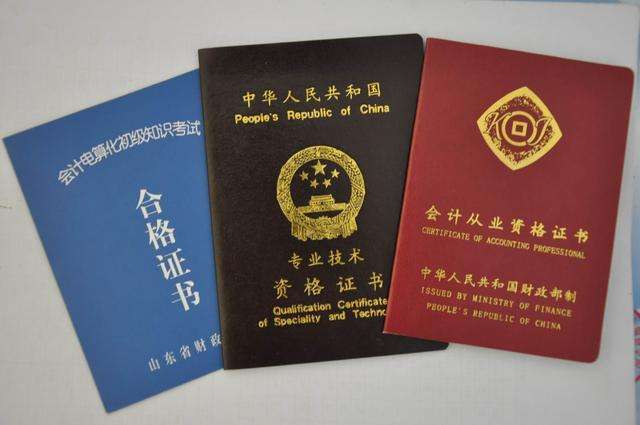 会计电算化初级知识考试
合格证书
山东省财政
中华人民共和国
People's Republic of China
专业技术
资格证书
Qualification Certificate
of Speciality and Techno
会计从业资格证书
CERTIFICATE OF ACCOUNTING PROFESSIONAL
中华人民共和国财政部制
ISSUED BY MINISTRY OF FINANCE
PEOPLE'S REPUBLIC OF CHINA